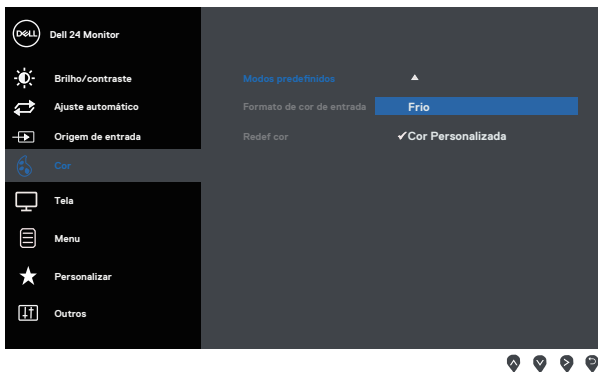 DELL Dell 24 Monitor
Brilho/contraste
Modos predefinidos
Ajuste automático
Formato de cor de entrada
Frio
Origem de entrada
Redef cor
✓Cor Personalizada
Cor
Tela
Menu
Personalizar
Outros